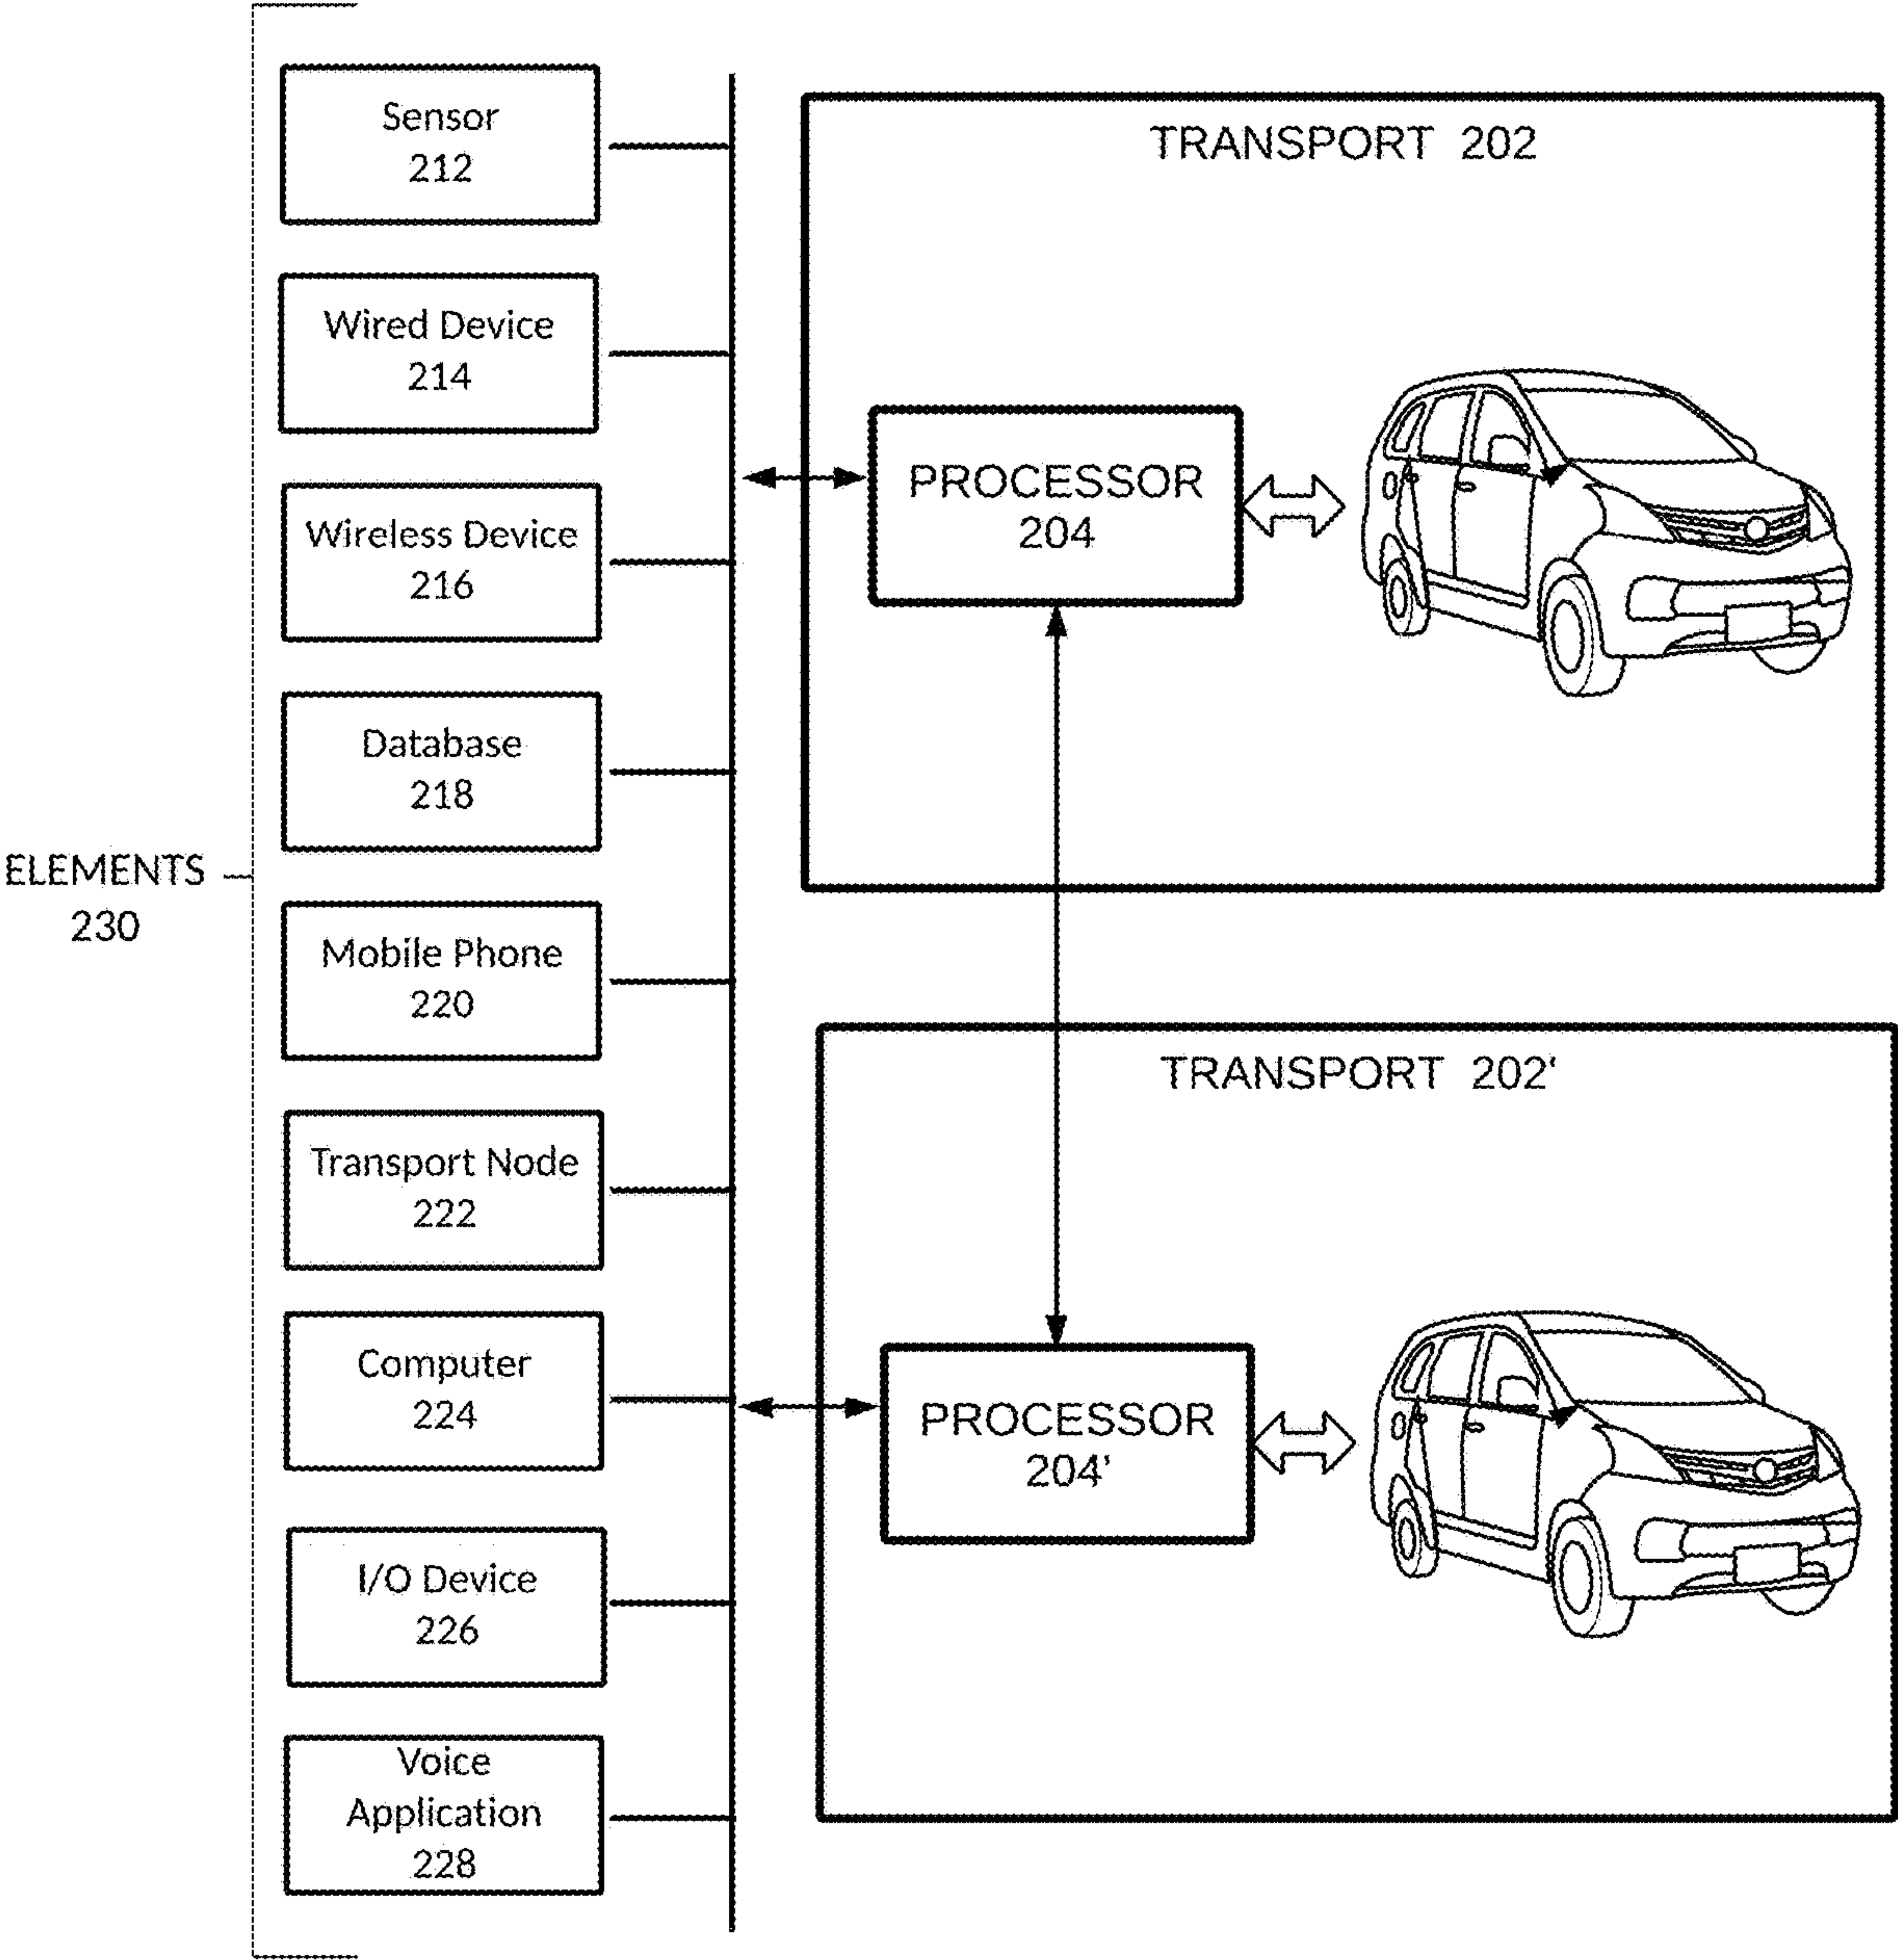 ELEMENTS
230
Sensor
212
Wired Device
214
Wireless Device
216
Database
218
Mobile Phone
220
Transport Node
222
Computer
224
I/O Device
226
Voice
Application
228
TRANSPORT 202
PROCESSOR
204
TRANSPORT 202‘
PROCESSOR
204’